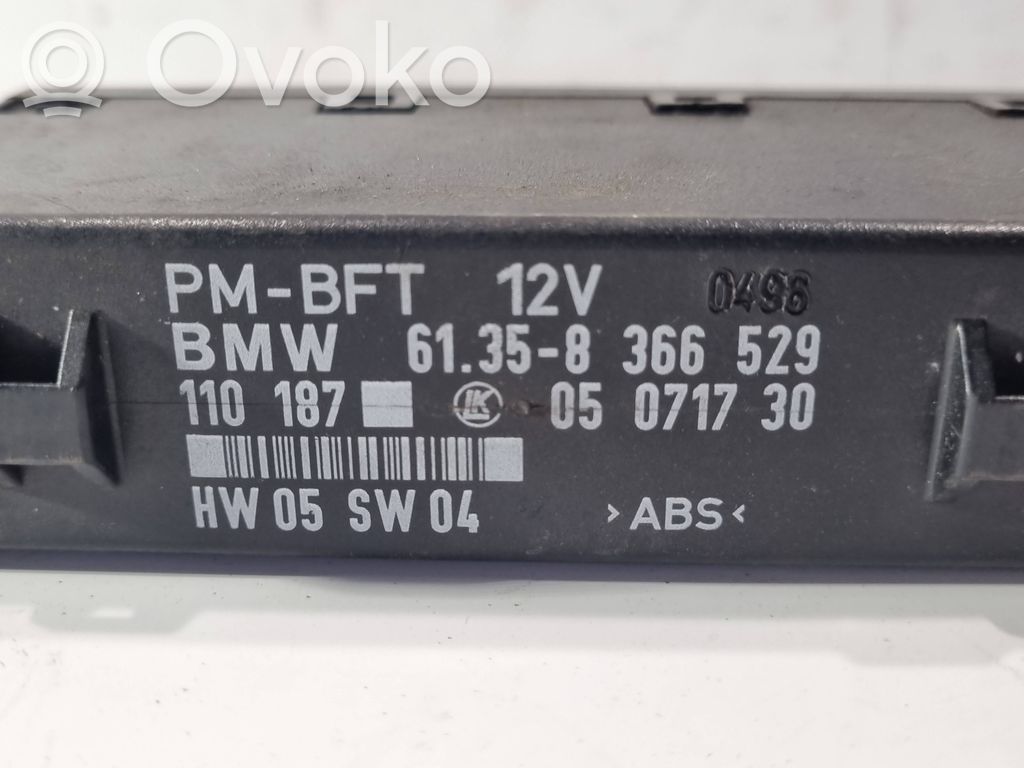 Ovoko
PM-BFT 12V 0496
BMW 61.35-8 366 529
110 187 LK 05 0717 30
HW 05 SW 04 >ABS<